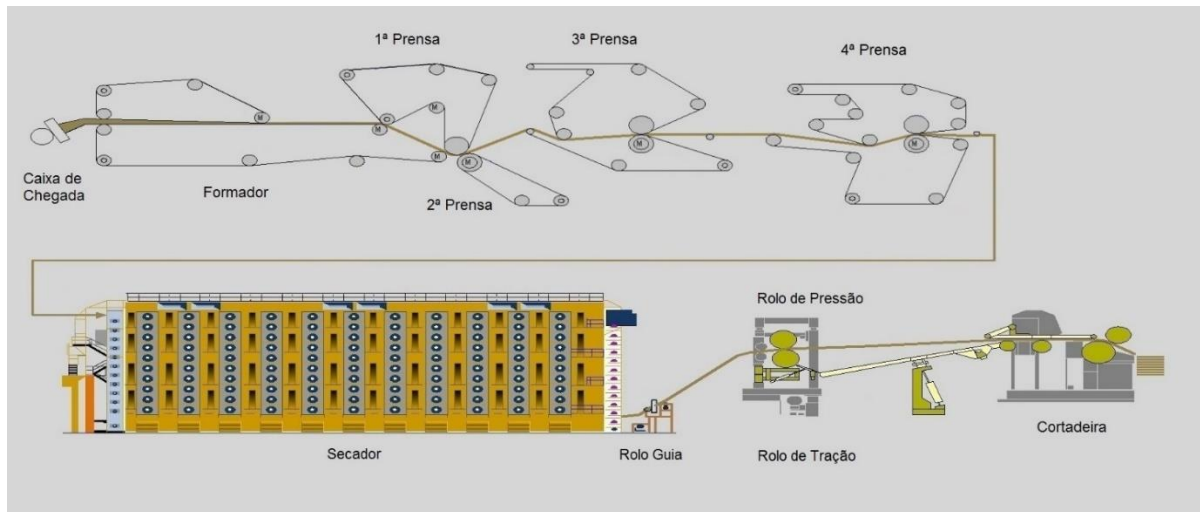 1ª Prensa
3ª Prensa
4ª Prensa
M
M
M
M
M
M
M
M
Caixa de
Chegada
Formador
2ª Prensa
Rolo de Pressão
Secador
Rolo Guia
Rolo de Tração
Cortadeira